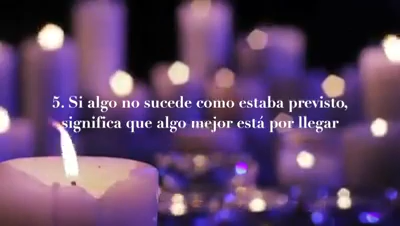 5. Si algo no sucede como estaba previsto,
significa que algo mejor está por llegar